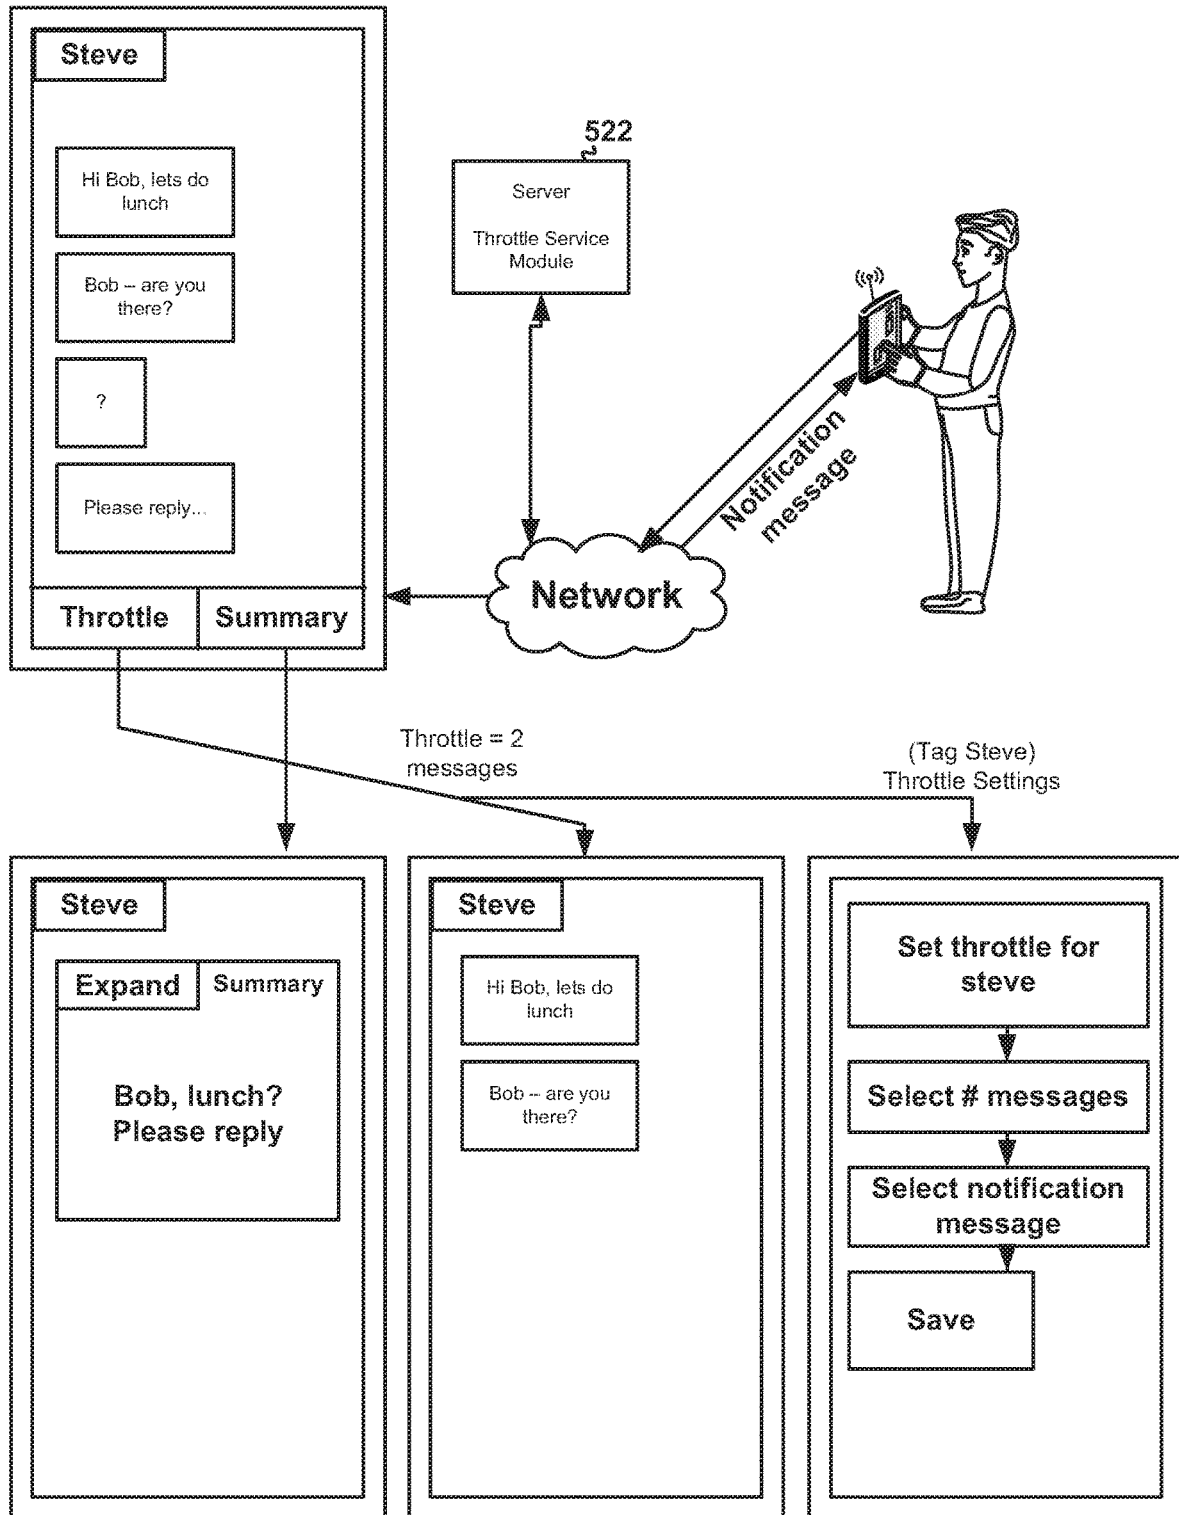 Steve
Hi Bob, lets do
lunch
Bob – are you
there?
?
Please reply...
Throttle
Summary
522
Server
Throttle Service
Module
Notification
message
Network
Throttle = 2
messages
(Tag Steve)
Throttle Settings
Steve
Expand
Summary
Bob, lunch?
Please reply
Steve
Hi Bob, lets do
lunch
Bob – are you
there?
Set throttle for
steve
Select # messages
Select notification
message
Save